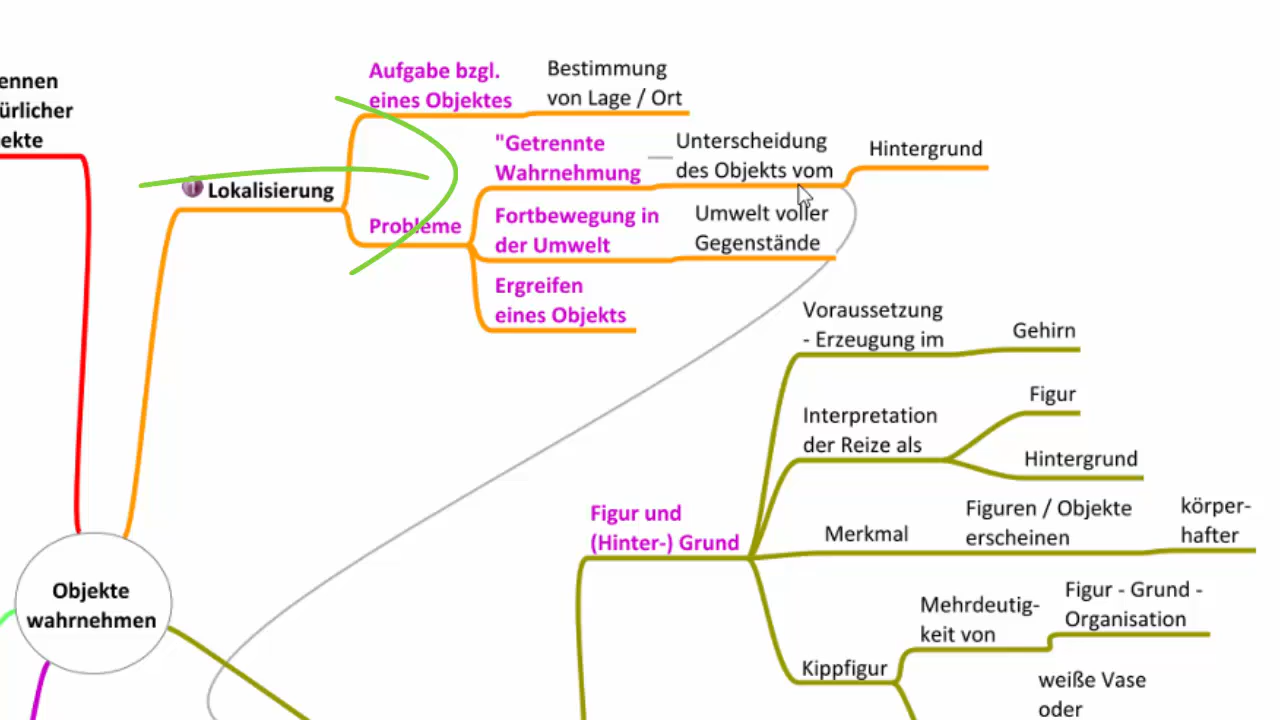 ennen
ürlicher
ekte
Lokalisierung
Aufgabe bzgl.
eines Objektes
Bestimmung
von Lage / Ort
Probleme
"Getrennte
Wahrnehmung
Unterscheidung
des Objekts vom
Hintergrund
Fortbewegung in
der Umwelt
Umwelt voller
Gegenstände
Ergreifen
eines Objekts
Objekte
wahrnehmen
Figur und
(Hinter-) Grund
Voraussetzung
- Erzeugung im
Gehirn
Interpretation
der Reize als
Figur
Hintergrund
Merkmal
Figuren / Objekte
erscheinen
körper-
hafter
Kippfigur
Mehrdeutig-
keit von
Figur - Grund -
Organisation
weiße Vase
oder